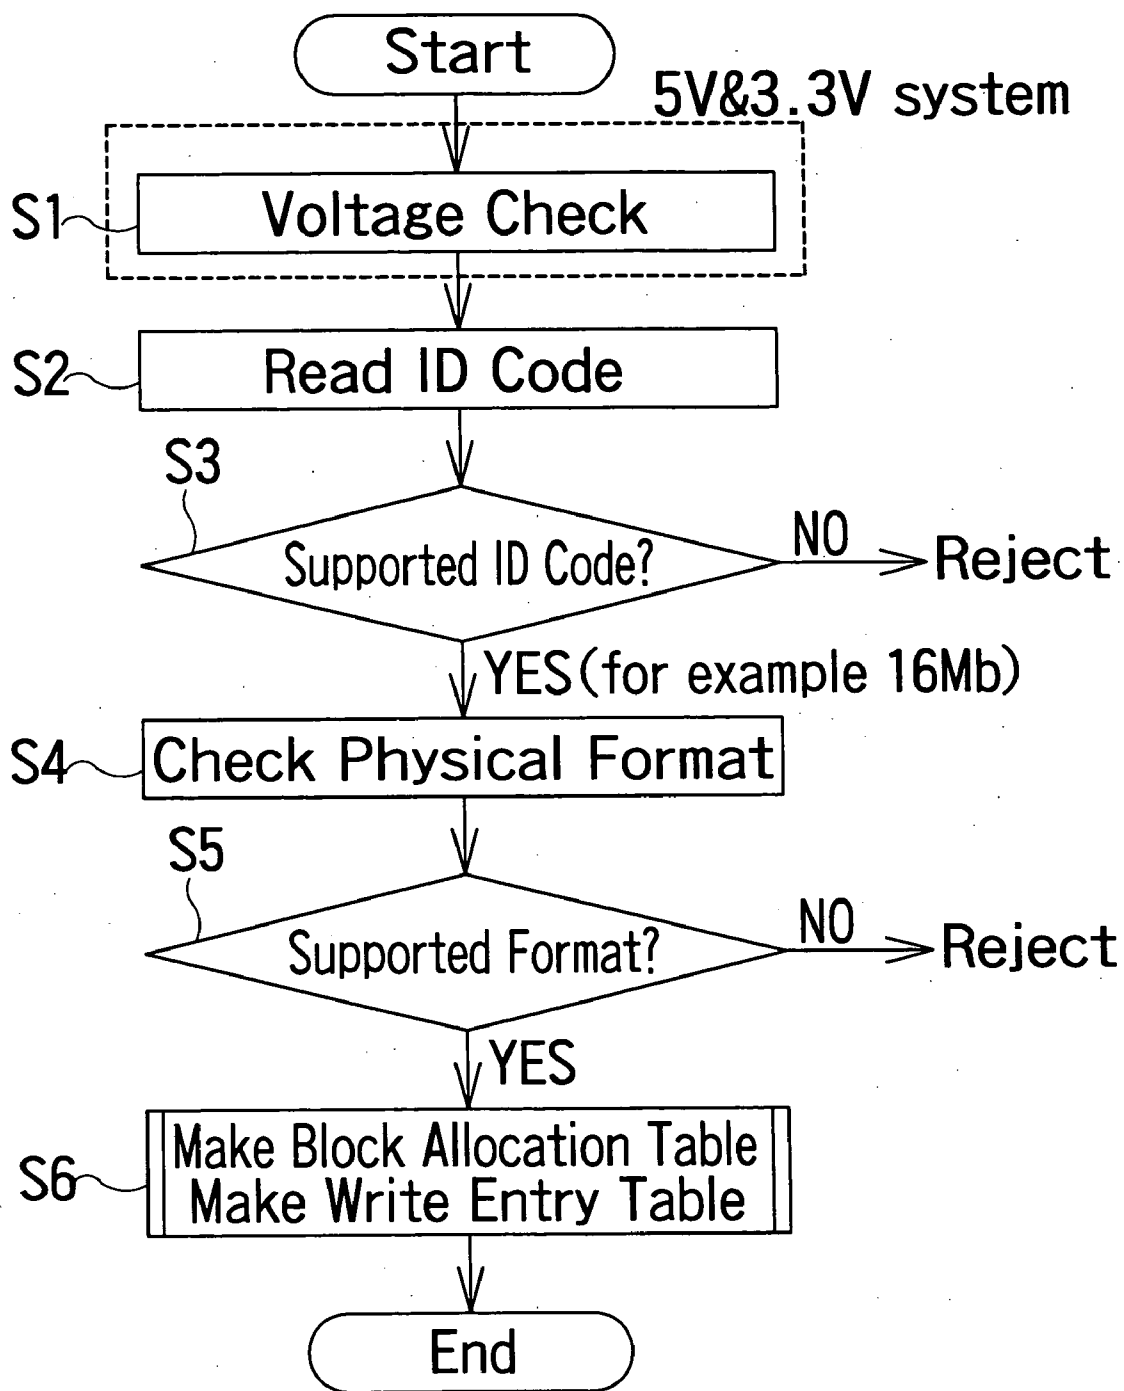 Start
5V&3.3V system
S1
Voltage Check
S2
Read ID Code
S3
Supported ID Code?
NO
Reject
YES(for example 16Mb)
S4
Check Physical Format
S5
Supported Format?
NO
Reject
YES
S6
Make Block Allocation Table
Make Write Entry Table
End